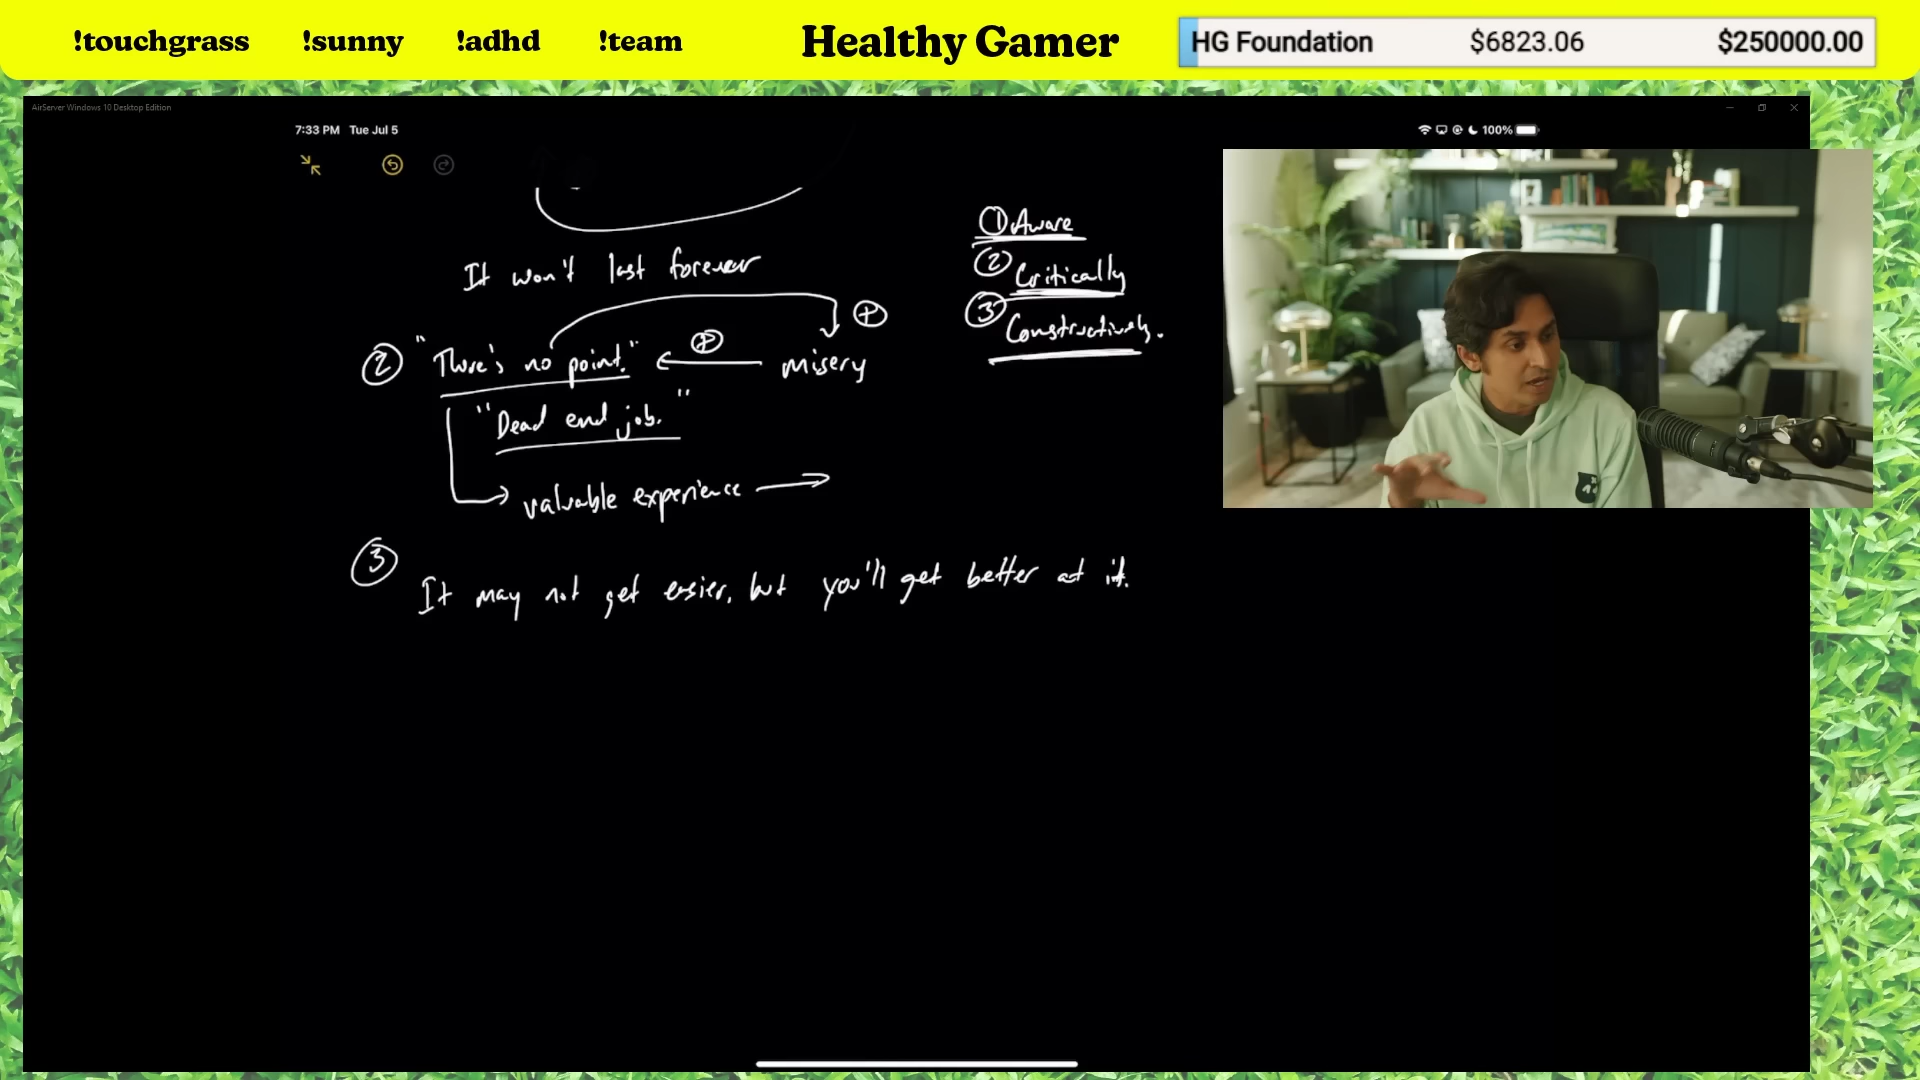 !touchgrass !sunny !adhd !team Healthy Gamer HG Foundation $6823.06 $250000.00
AirServer Windows 10 Desktop Edition
7:33 PM Tue Jul 5 100%
It won't last forever
② "There's no point." ← ⊕ misery ⊕
"Dead end job."
valuable experience →
③ It may not get easier, but you'll get better at it.
① Aware
② Critically
③ Constructively.